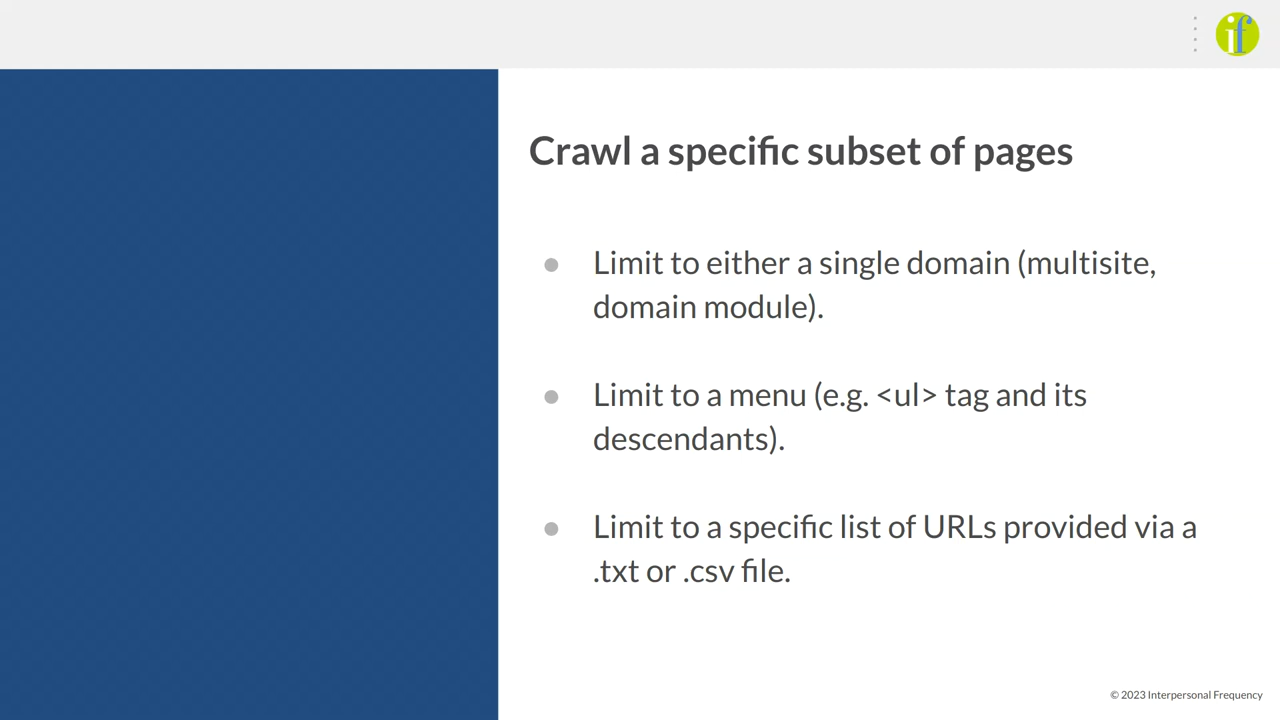 if
Crawl a specific subset of pages
● Limit to either a single domain (multisite,
domain module).
● Limit to a menu (e.g. <ul> tag and its
descendants).
● Limit to a specific list of URLs provided via a
.txt or .csv file.
© 2023 Interpersonal Frequency